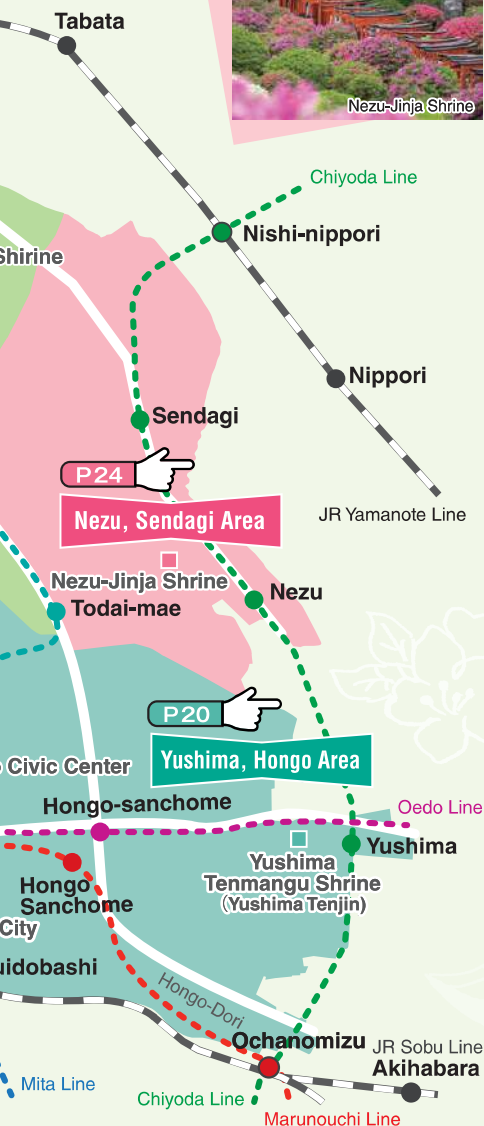 Tabata
Nezu-Jinja Shrine
Chiyoda Line
Nishi-nippori
Shirine
Nippori
Sendagi
P24
JR Yamanote Line
Nezu, Sendagi Area
Nezu-Jinja Shrine
Nezu
Todai-mae
P20
Yushima, Hongo Area
Civic Center
Hongo-sanchome
Oedo Line
Yushima
Yushima
Tenmangu Shrine
(Yushima Tenjin)
Hongo
Sanchome
City
uidobashi
Hongo-Dori
Ochanomizu
JR Sobu Line
Akihabara
Mita Line
Chiyoda Line
Marunouchi Line